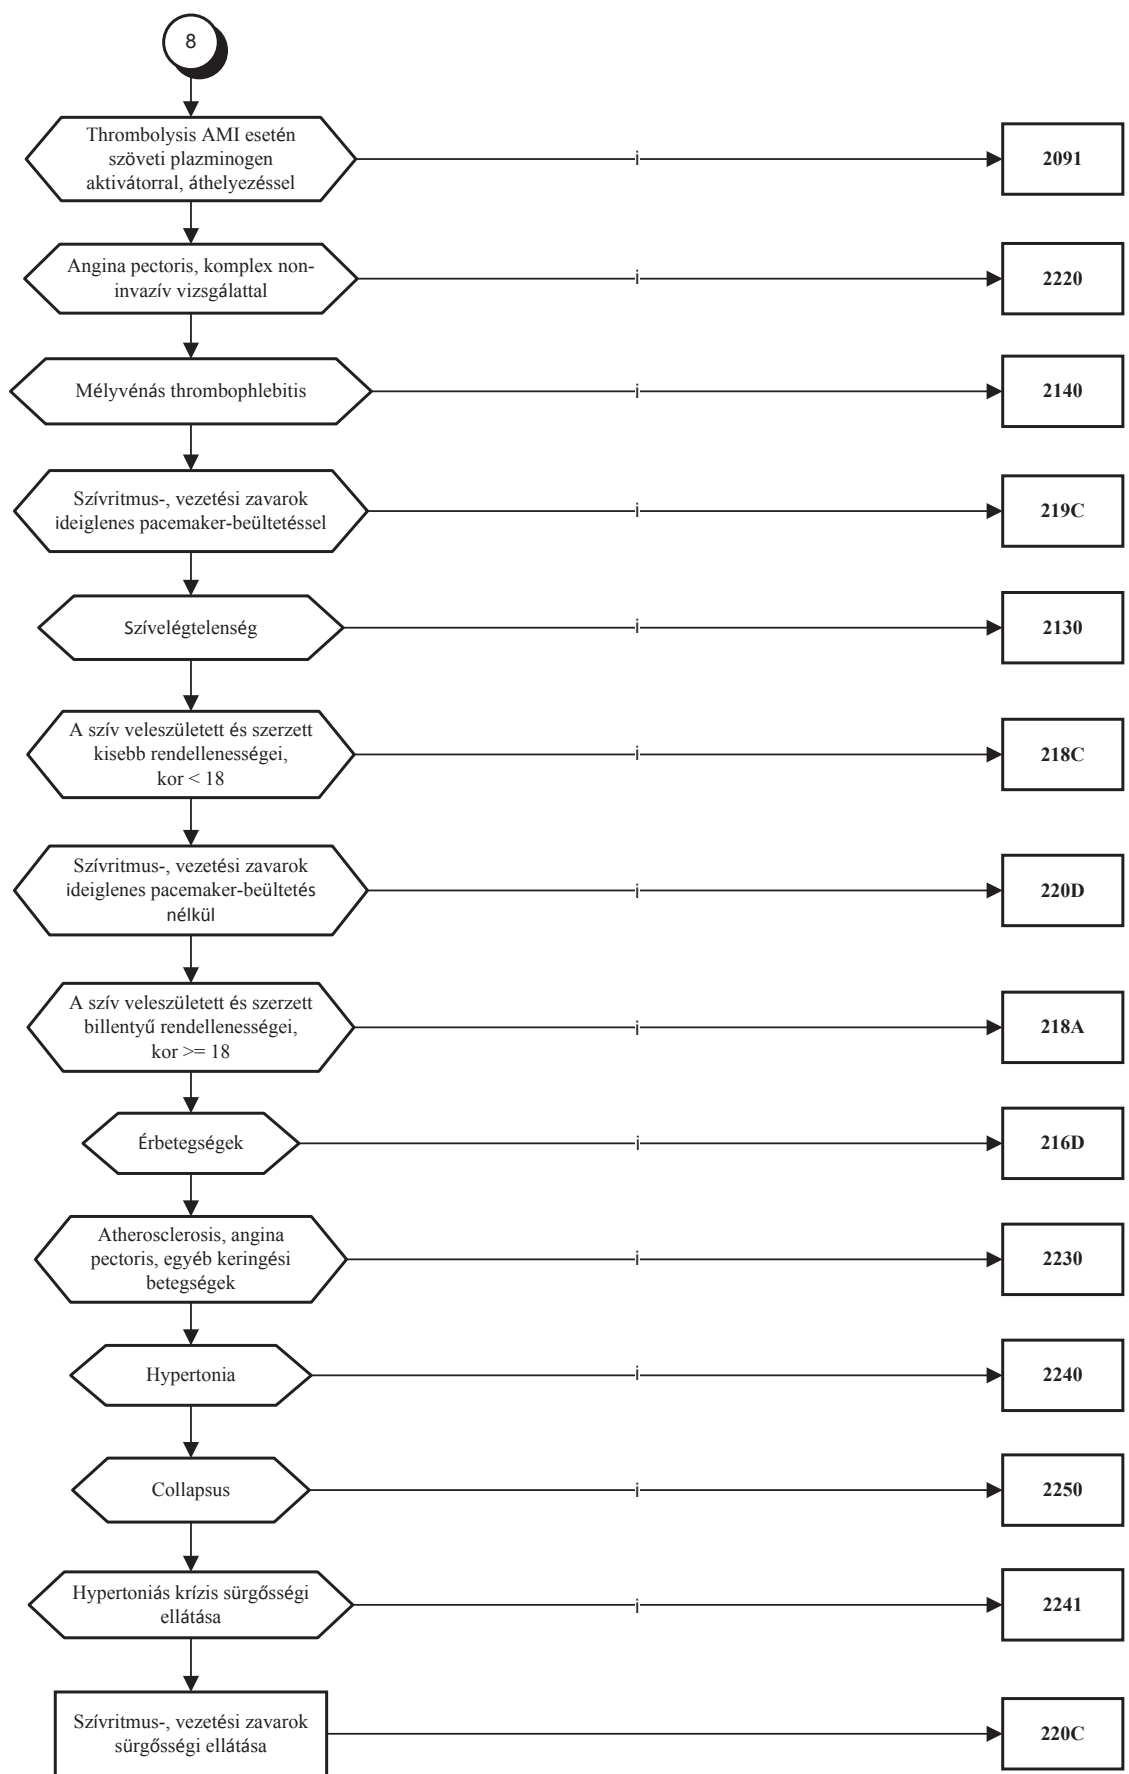 8
Thrombolysis AMI esetén
szöveti plazminogen
aktivátorral, áthelyezéssel
i
2091
Angina pectoris, komplex non-
invazív vizsgálattal
i
2220
Mélyvénás thrombophlebitis
i
2140
Szívritmus-, vezetési zavarok
ideiglenes pacemaker-beültetéssel
i
219C
Szívelégtelenség
i
2130
A szív veleszületett és szerzett
kisebb rendellenességei,
kor < 18
i
218C
Szívritmus-, vezetési zavarok
ideiglenes pacemaker-beültetés
nélkül
i
220D
A szív veleszületett és szerzett
billentyű rendellenességei,
kor >= 18
i
218A
Érbetegségek
i
216D
Atherosclerosis, angina
pectoris, egyéb keringési
betegségek
i
2230
Hypertonia
i
2240
Collapsus
i
2250
Hypertoniás krízis sürgősségi
ellátása
i
2241
Szívritmus-, vezetési zavarok
sürgősségi ellátása
220C